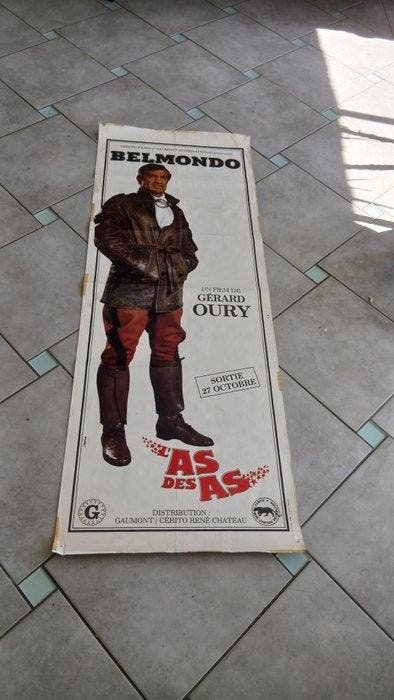 BELMONDO
UN FILM DE
GÉRARD
OURY
SORTIE
27 OCTOBRE
L'AS
DES AS
G
DISTRIBUTION :
GAUMONT / CÉRITO RENÉ CHATEAU